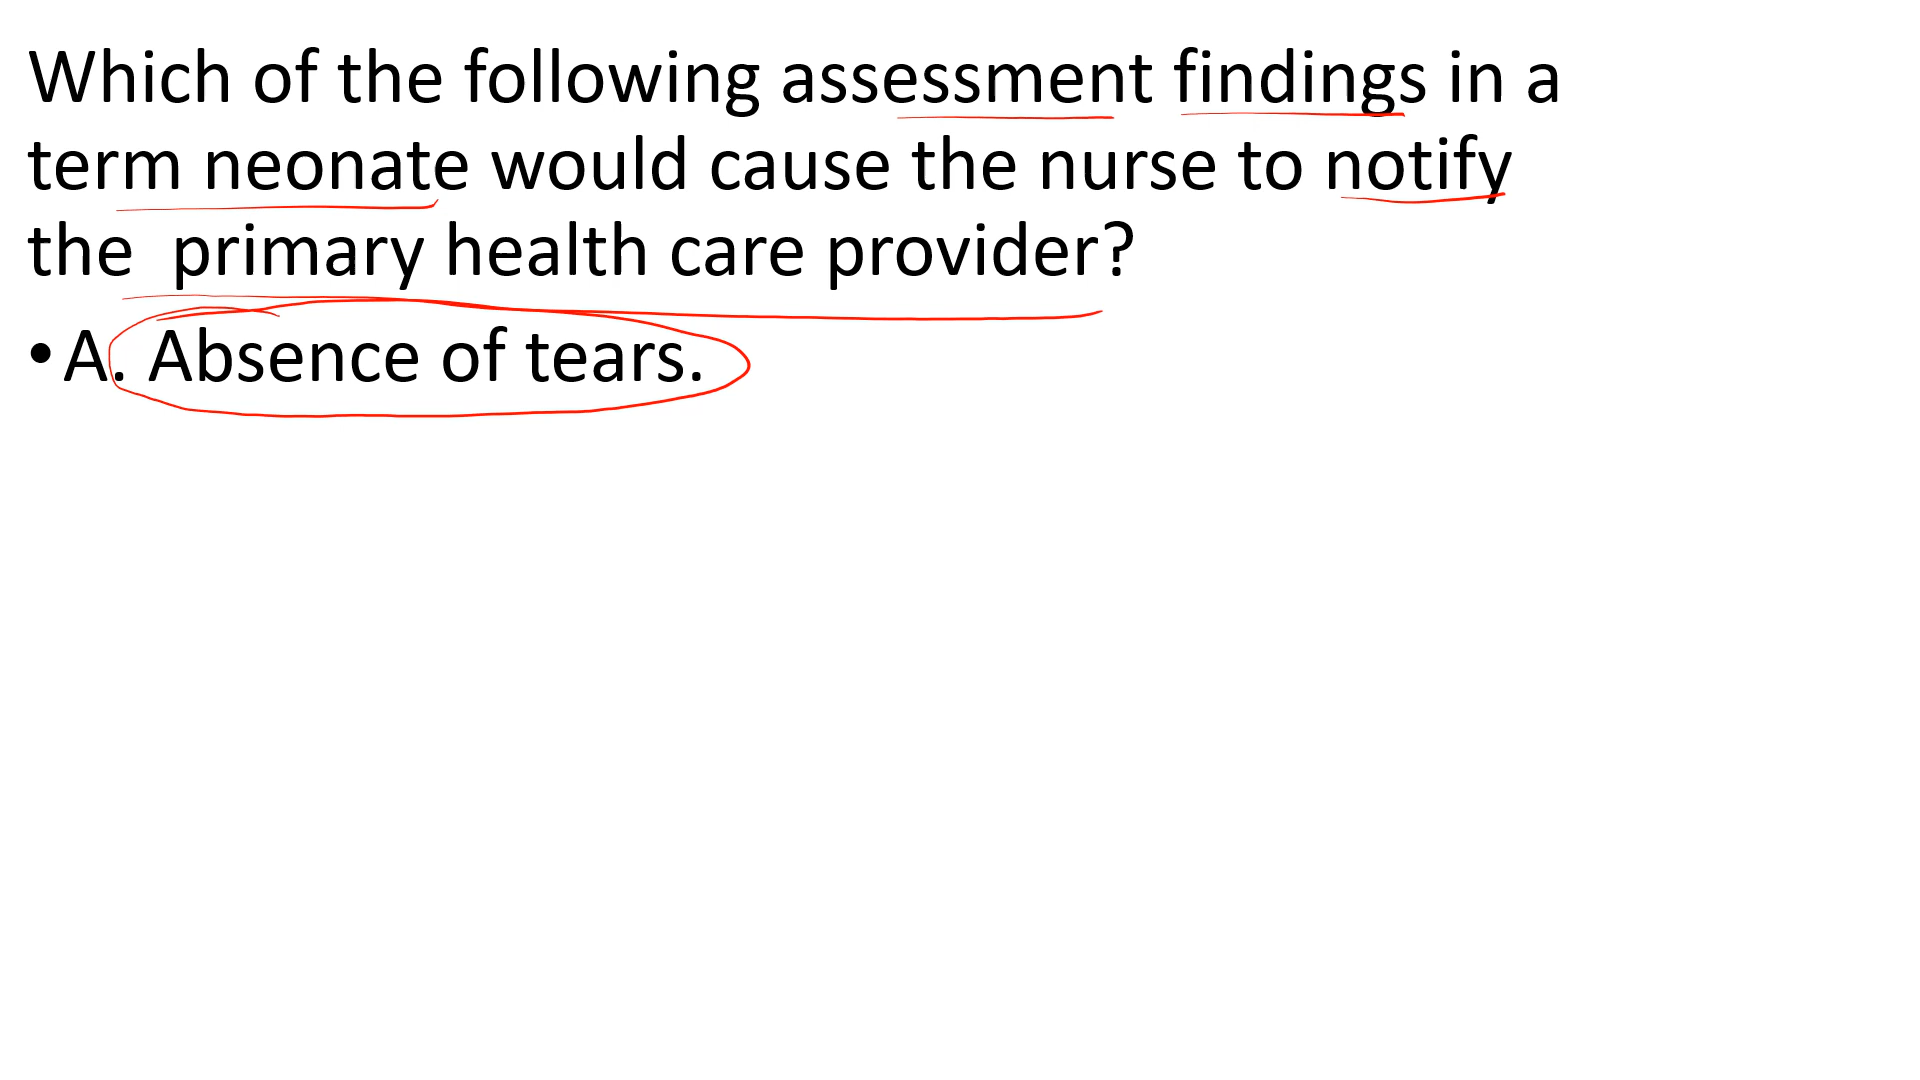 Which of the following assessment findings in a
term neonate would cause the nurse to notify
the  primary health care provider?
•A. Absence of tears.